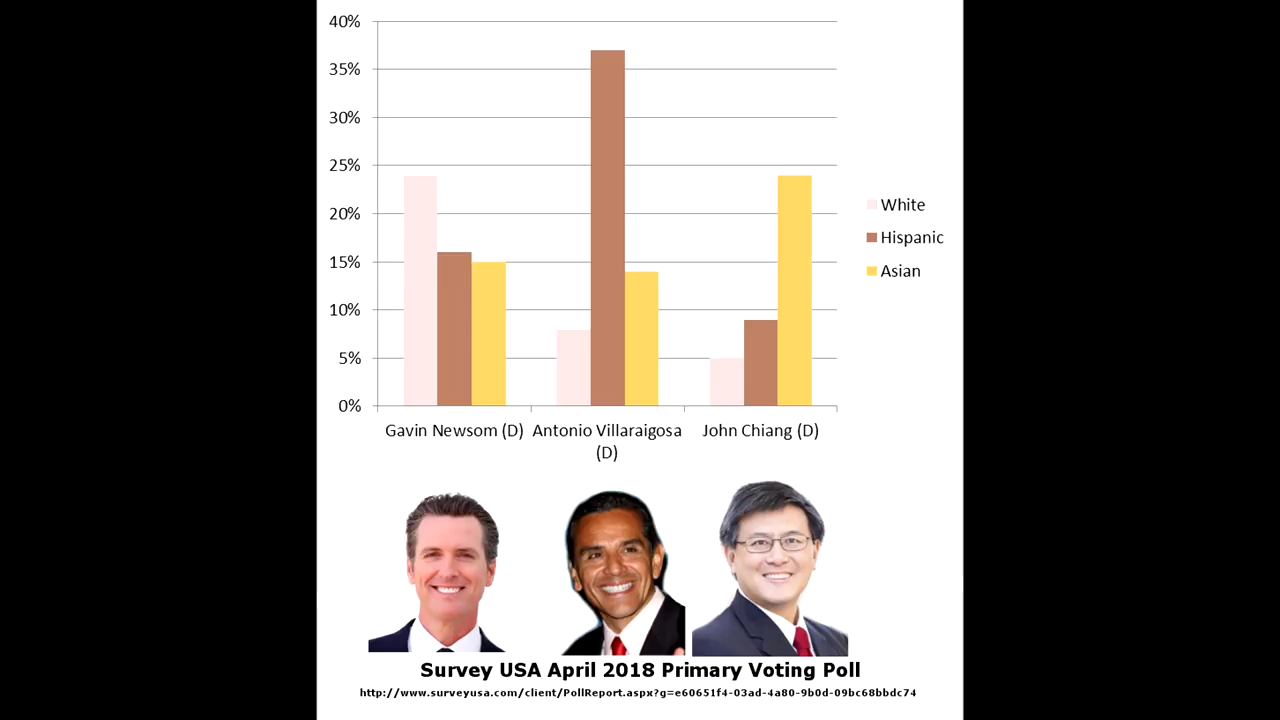 40%
35%
30%
25%
20%
15%
10%
5%
0%
White
Hispanic
Asian
Gavin Newsom (D)
Antonio Villaraigosa
(D)
John Chiang (D)
Survey USA April 2018 Primary Voting Poll
http://www.surveyusa.com/client/PollReport.aspx?g=e60651f4-03ad-4a80-9b0d-09bc68bbdc74